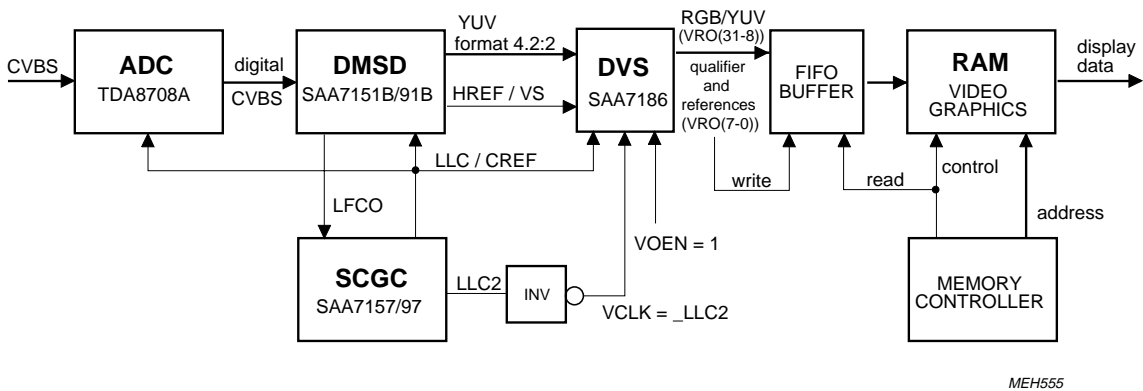 CVBS
ADC
TDA8708A
digital
CVBS
DMSD
SAA7151B/91B
YUV
format 4.2:2
HREF / VS
DVS
SAA7186
RGB/YUV
(VRO(31-8))
qualifier
and
references
(VRO(7-0))
FIFO
BUFFER
RAM
VIDEO
GRAPHICS
display
data
LLC / CREF
write
read
control
LFCO
address
VOEN = 1
SCGC
SAA7157/97
LLC2
INV
VCLK = _LLC2
MEMORY
CONTROLLER
MEH555